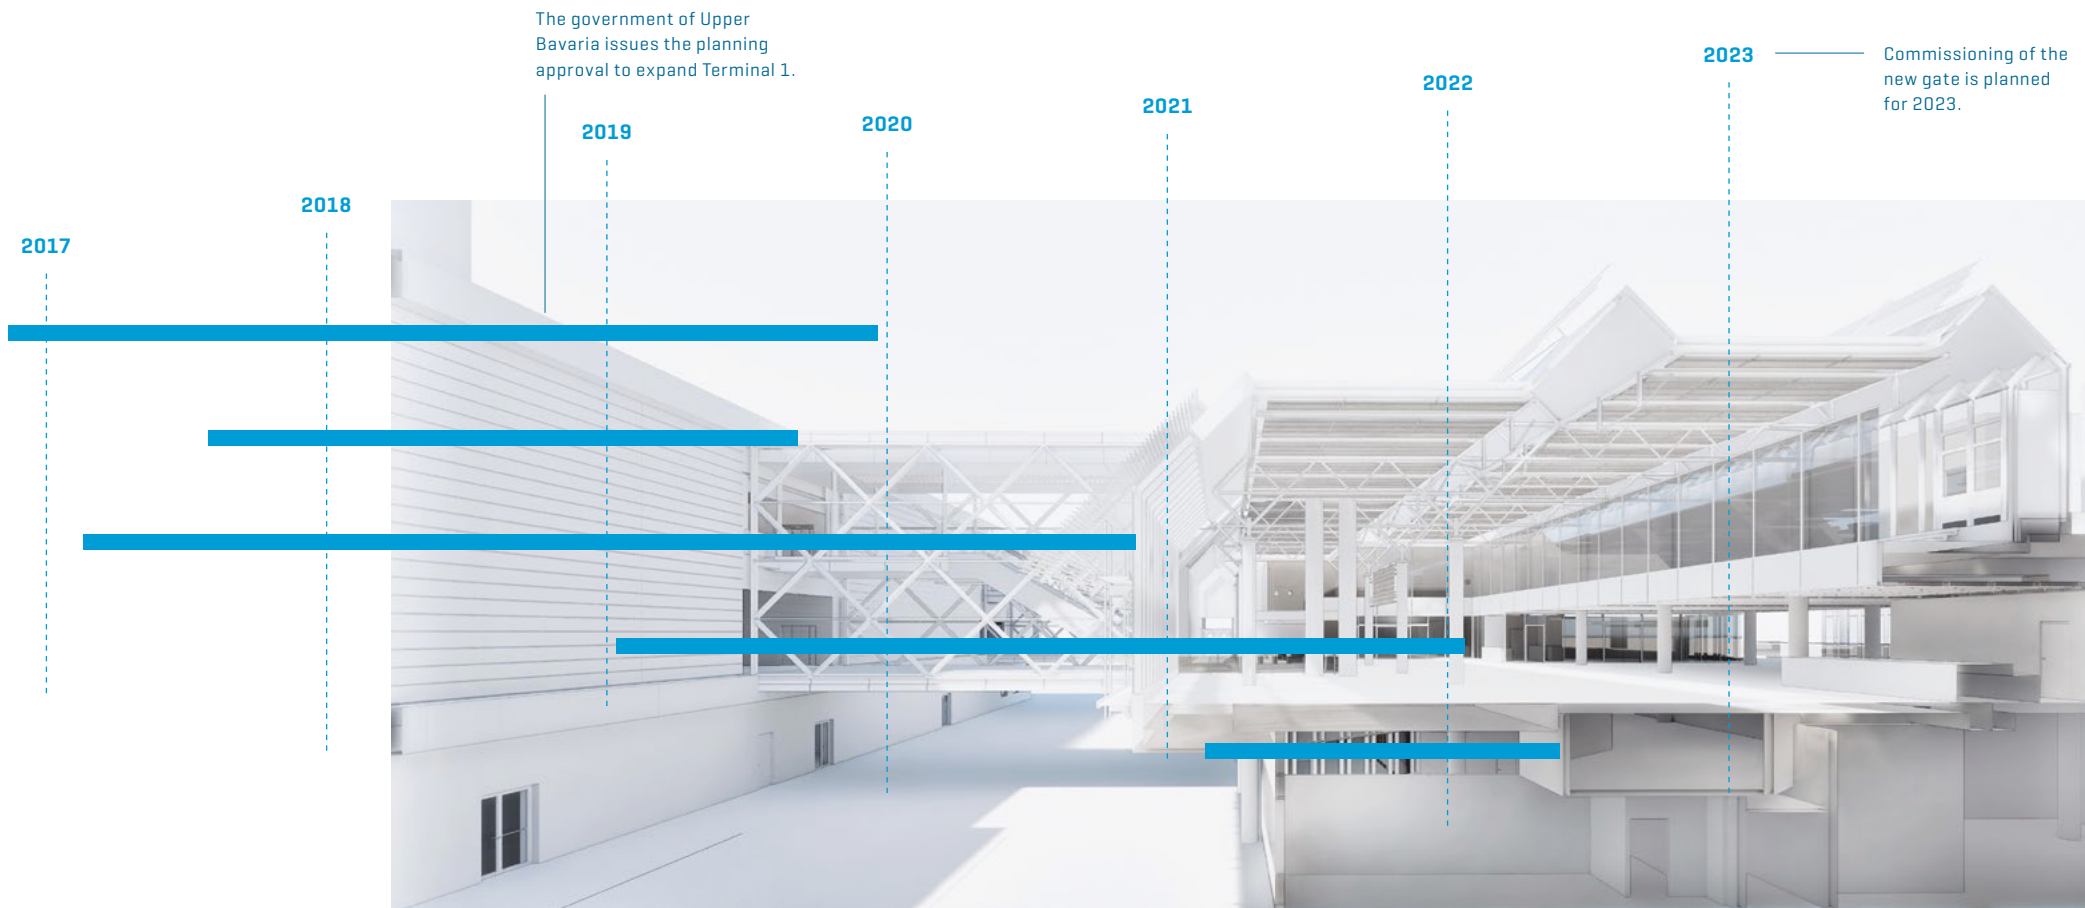 The government of Upper
Bavaria issues the planning
approval to expand Terminal 1.
2017
2018
2019
2020
2021
2022
2023
Commissioning of the
new gate is planned
for 2023.